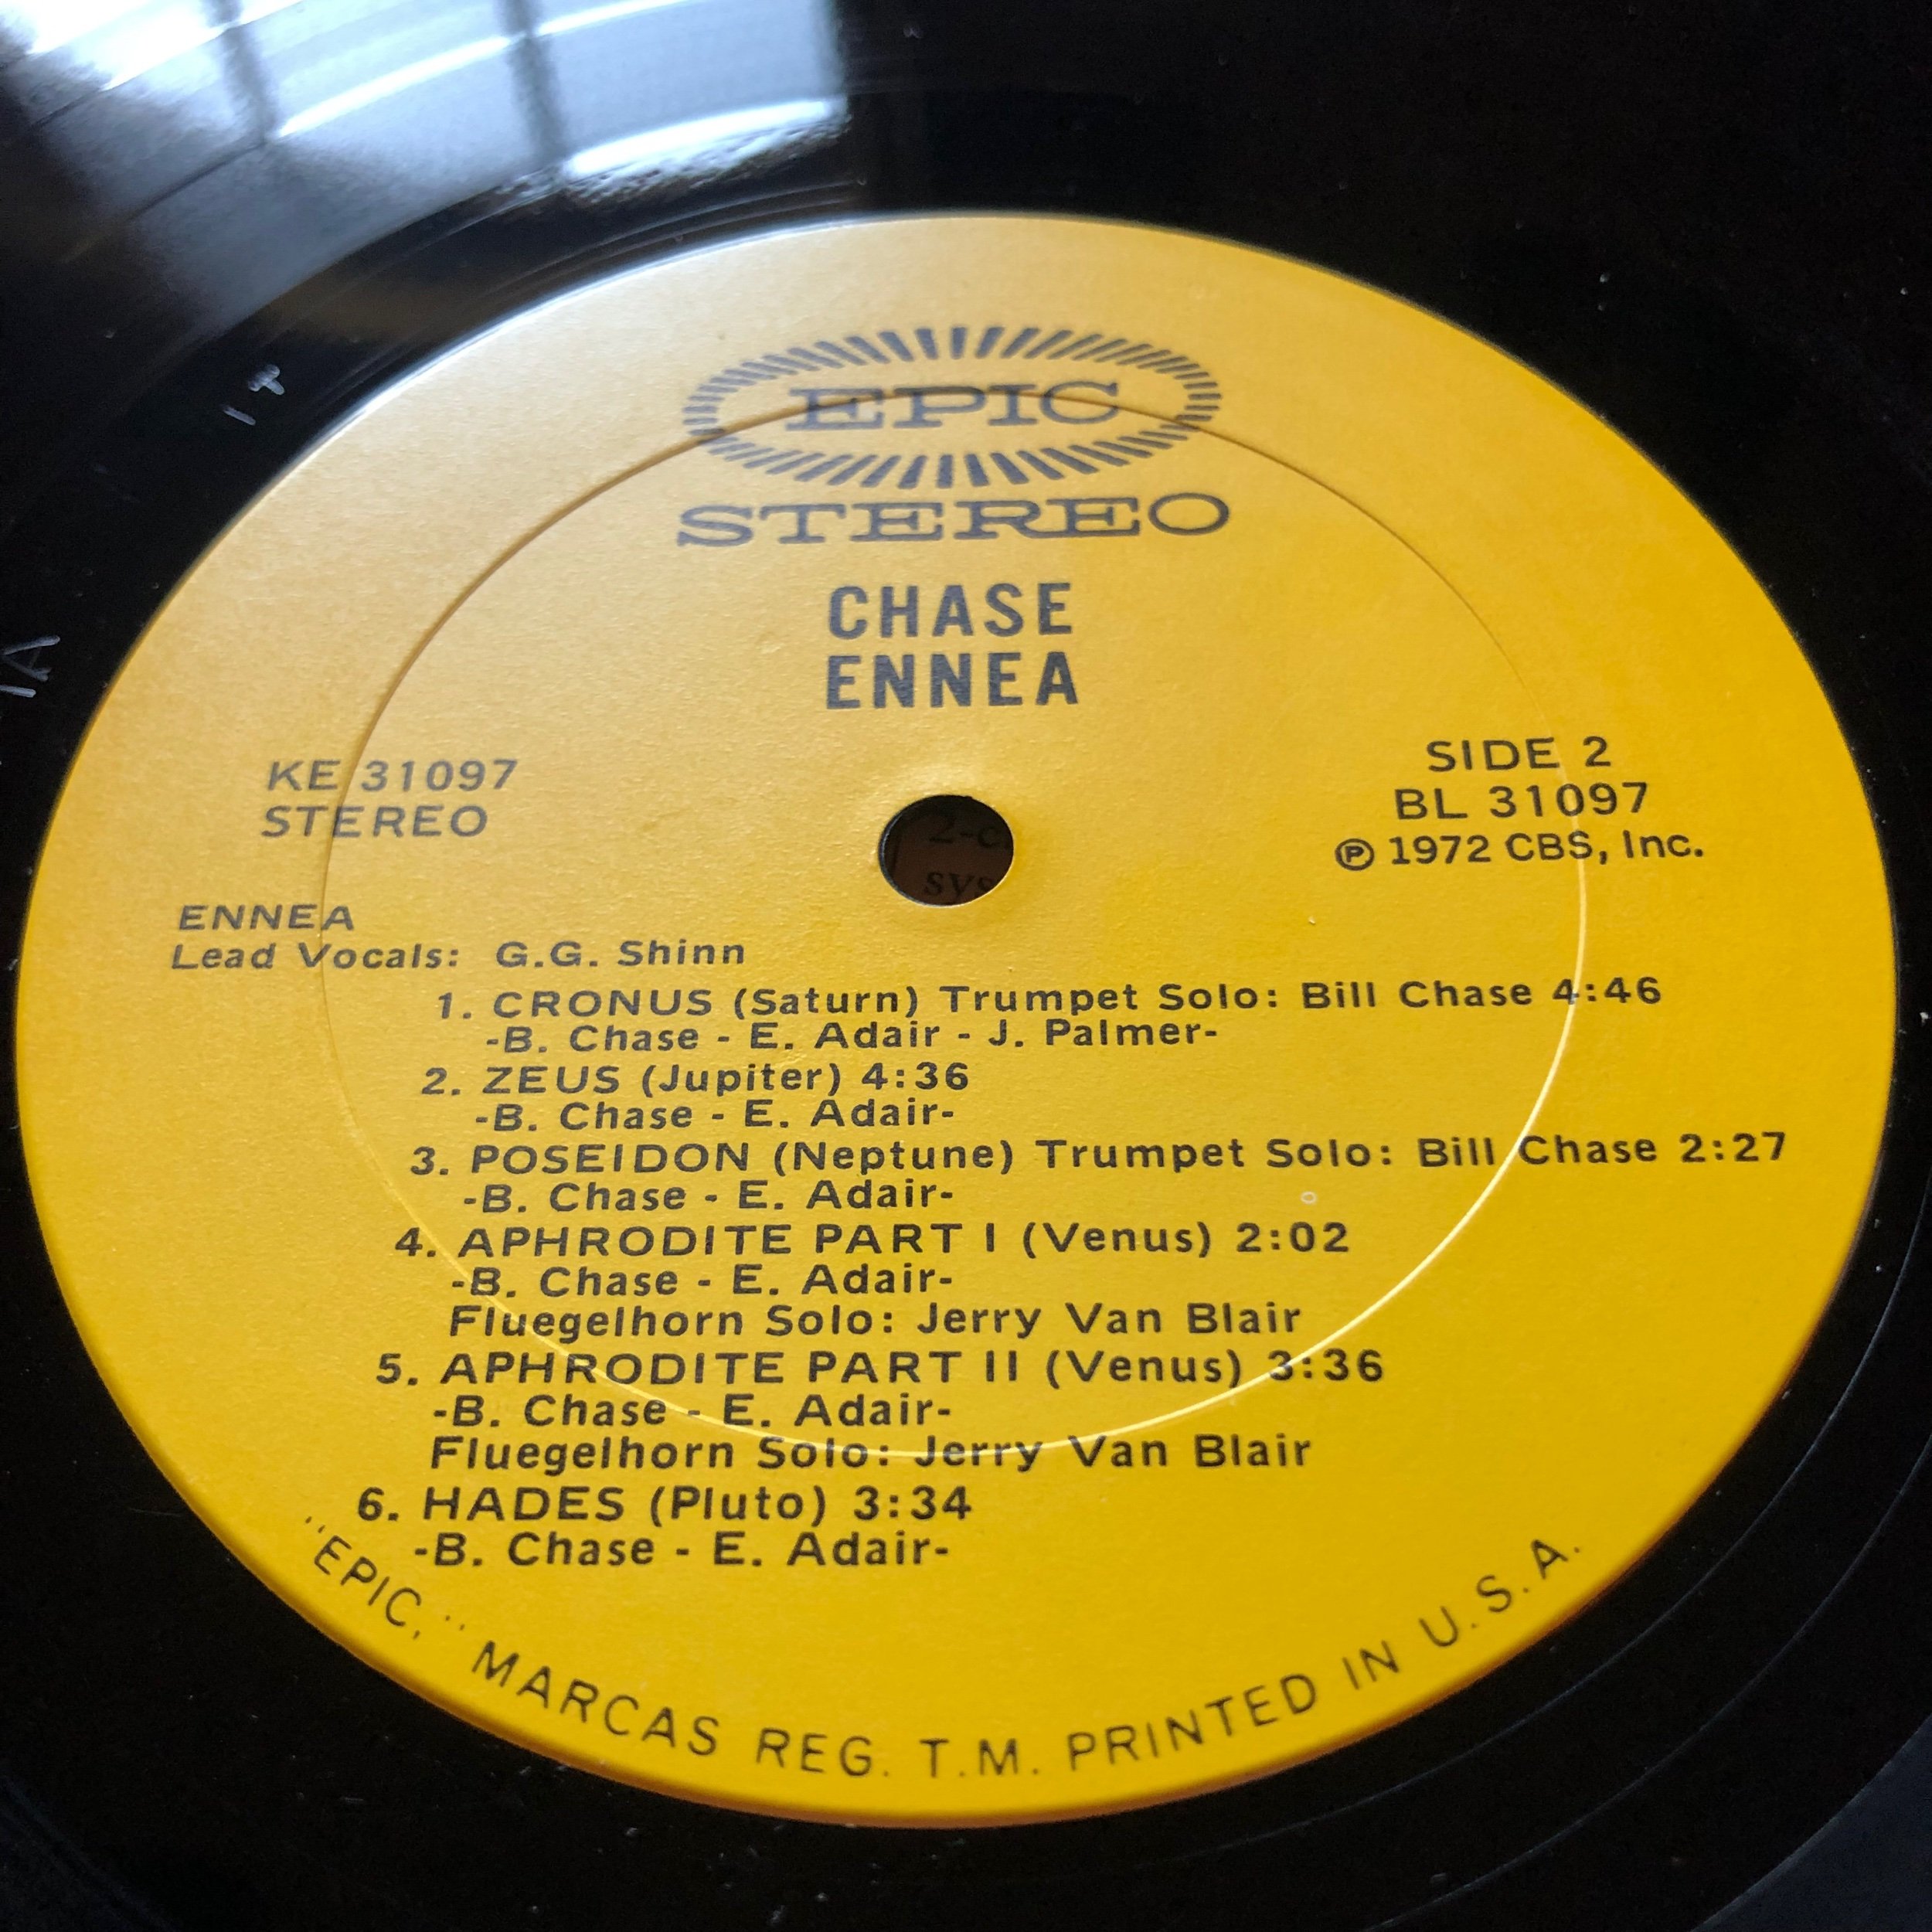 EPIC
STEREO
CHASE
ENNEA
KE 31097
STEREO
SIDE 2
BL 31097
Ⓟ 1972 CBS, Inc.
2-c
sys
ENNEA
Lead Vocals: G.G. Shinn
1. CRONUS (Saturn) Trumpet Solo: Bill Chase 4:46
-B. Chase - E. Adair - J. Palmer-
2. ZEUS (Jupiter) 4:36
-B. Chase - E. Adair-
3. POSEIDON (Neptune) Trumpet Solo: Bill Chase 2:27
-B. Chase - E. Adair-
4. APHRODITE PART I (Venus) 2:02
-B. Chase - E. Adair-
Fluegelhorn Solo: Jerry Van Blair
5. APHRODITE PART II (Venus) 3:36
-B. Chase - E. Adair-
Fluegelhorn Solo: Jerry Van Blair
6. HADES (Pluto) 3:34
-B. Chase - E. Adair-
"EPIC," MARCAS REG. T.M. PRINTED IN U.S.A.
1A